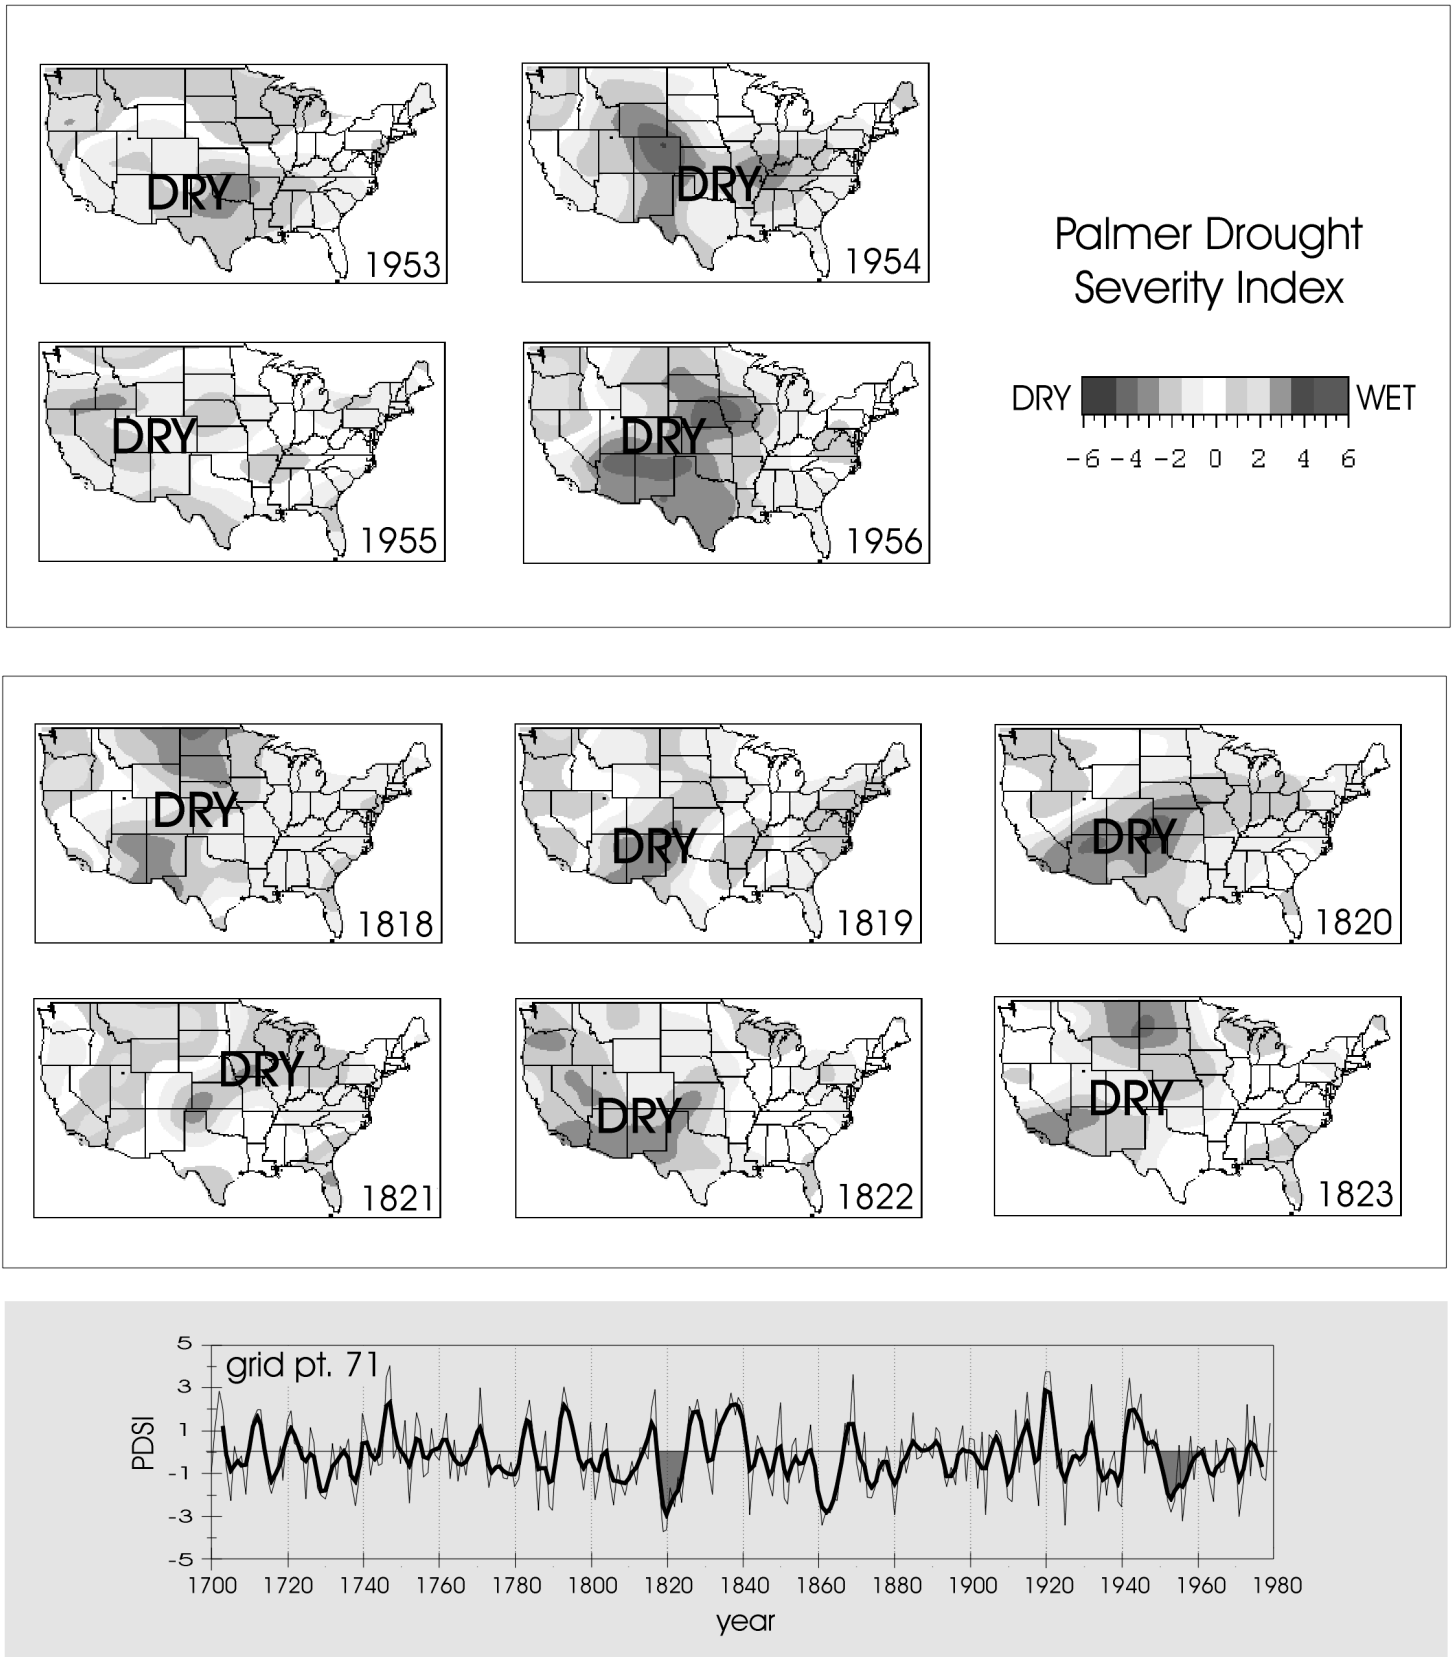 DRY
1953
DRY
1954
Palmer Drought
Severity Index
DRY
WET
-6 -4 -2 0 2 4 6
DRY
1955
DRY
1956
DRY
1818
DRY
1819
DRY
1820
DRY
1821
DRY
1822
DRY
1823
grid pt. 71
PDSI
5
3
1
-1
-3
-5
1700 1720 1740 1760 1780 1800 1820 1840 1860 1880 1900 1920 1940 1960 1980
year